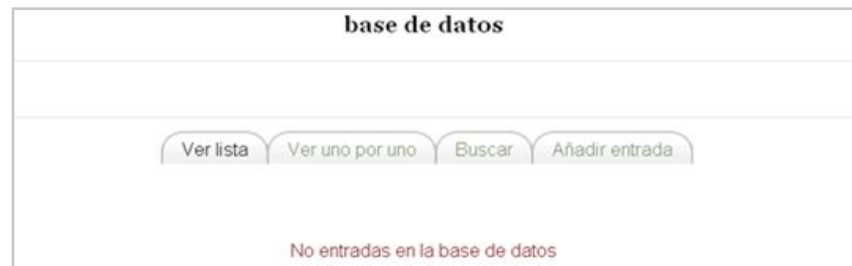 base de datos
Ver lista Ver uno por uno Buscar Añadir entrada
No entradas en la base de datos